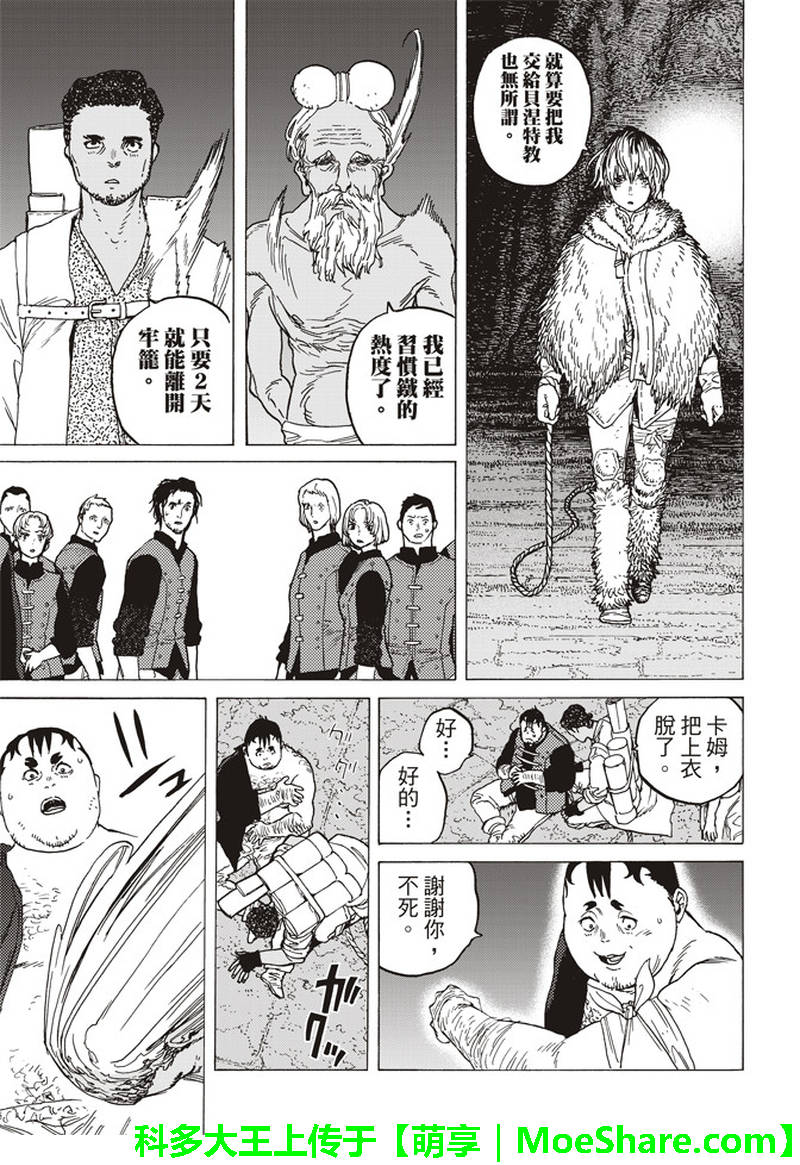 就算要把我
交給貝涅特教
也無所謂。
我已經
習慣鐵的
熱度了。
只要2天
就能離開
牢籠。
卡姆，
把上衣
脫了。
好…
好的…
謝謝你，
不死。
ガクッ
科多大王上传于【萌享 | MoeShare.com】